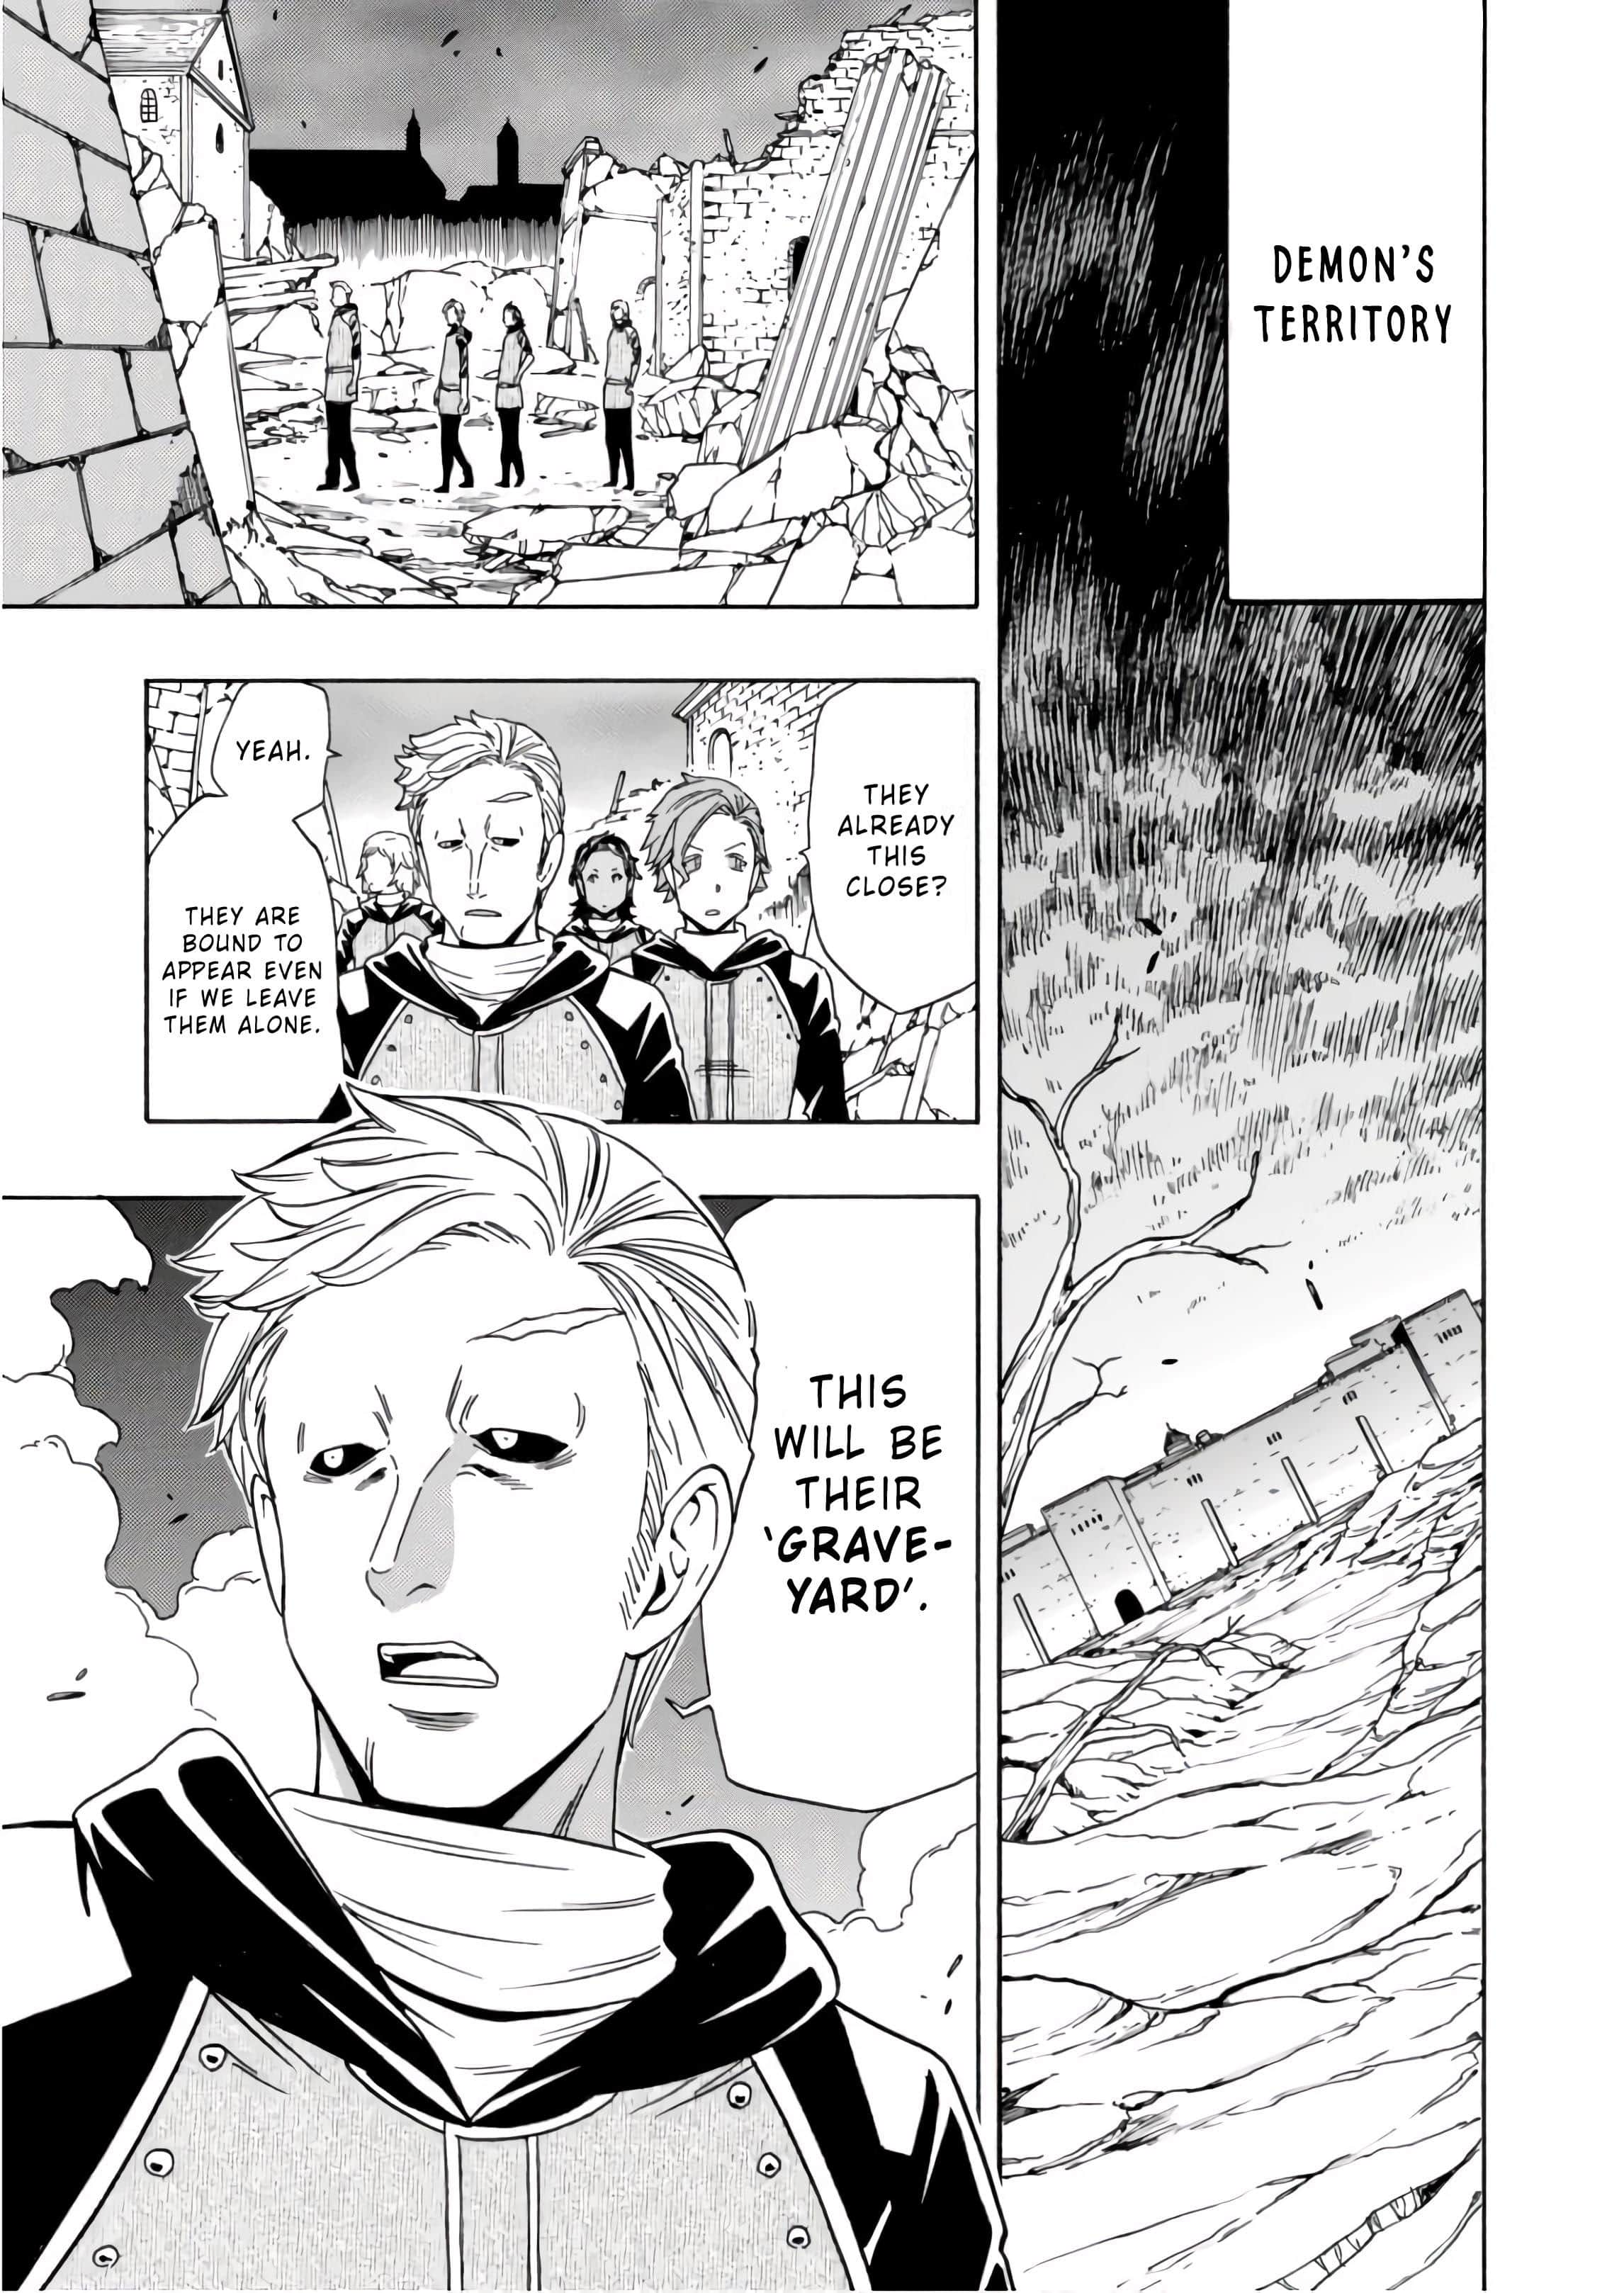 DEMON'S
TERRITORY
THEY
ALREADY
THIS
CLOSE?
YEAH.
THEY ARE
BOUND TO
APPEAR EVEN
IF WE LEAVE
THEM ALONE.
THIS
WILL BE
THEIR
'GRAVE-
YARD'.